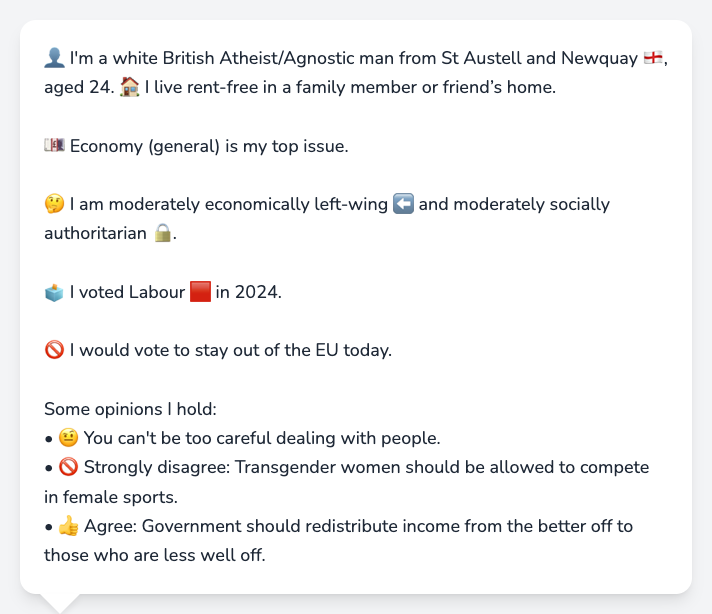 👤 I'm a white British Atheist/Agnostic man from St Austell and Newquay 🏴󠁧󠁢󠁥󠁮󠁧󠁿,
aged 24. 🏠 I live rent-free in a family member or friend’s home.
💷 Economy (general) is my top issue.
🤔 I am moderately economically left-wing ⬅️ and moderately socially
authoritarian 🔒.
🗳️ I voted Labour 🟥 in 2024.
🚫 I would vote to stay out of the EU today.
Some opinions I hold:
• 🤨 You can't be too careful dealing with people.
• 🚫 Strongly disagree: Transgender women should be allowed to compete
in female sports.
• 👍 Agree: Government should redistribute income from the better off to
those who are less well off.